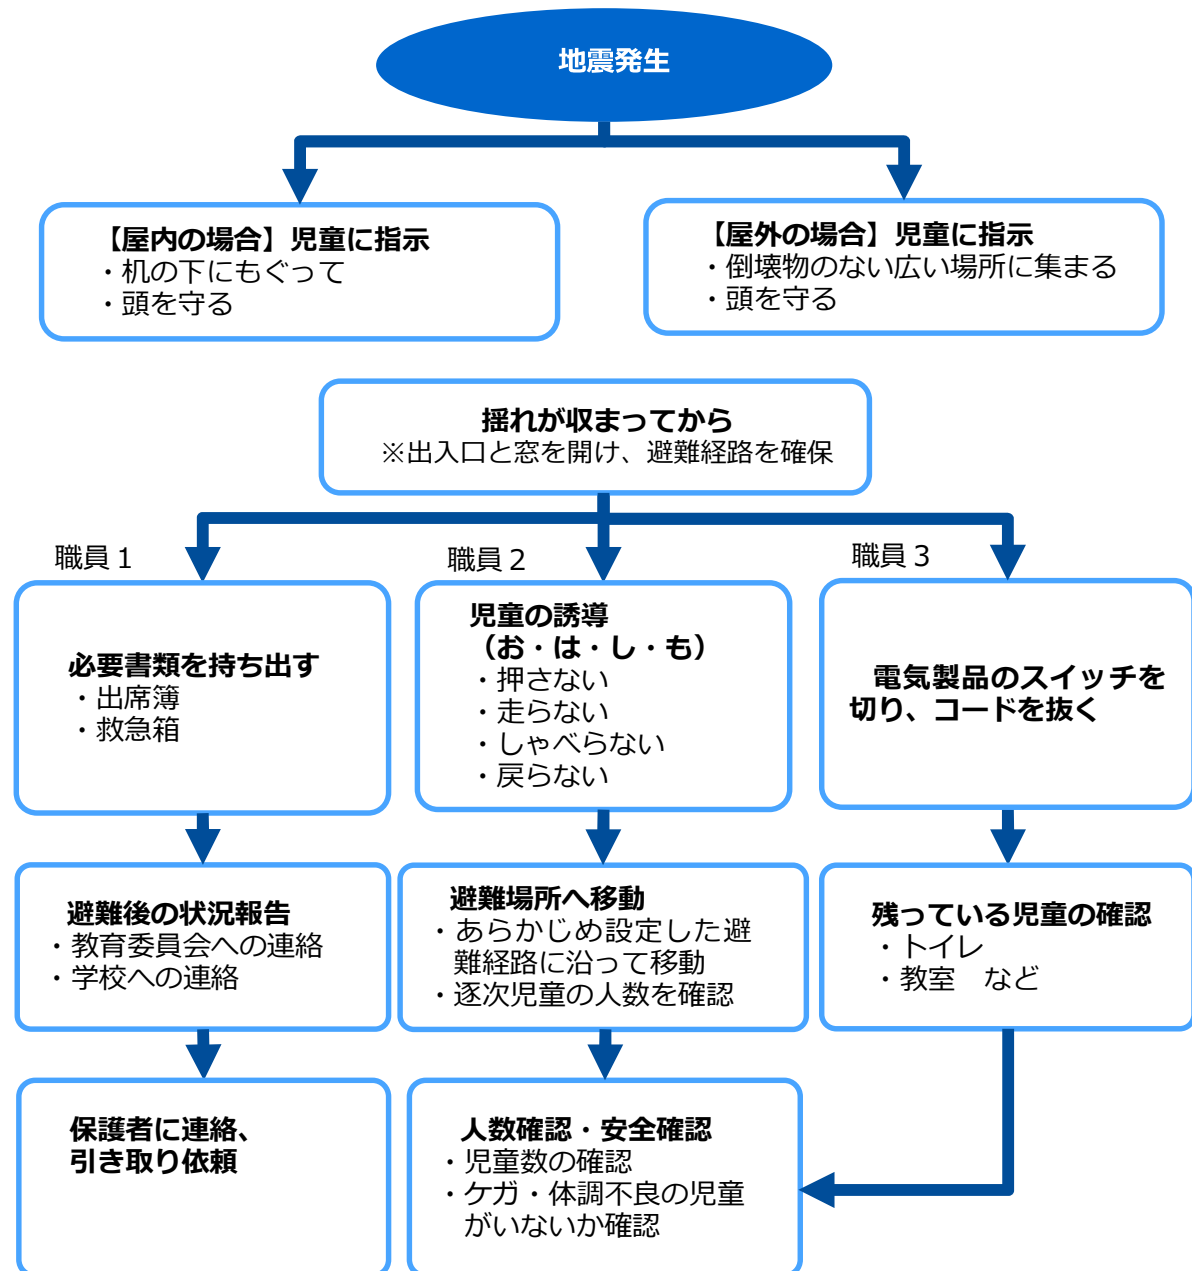 地震発生
【屋内の場合】児童に指示
・机の下にもぐって
・頭を守る
【屋外の場合】児童に指示
・倒壊物のない広い場所に集まる
・頭を守る
揺れが収まってから
※出入口と窓を開け、避難経路を確保
職員１
必要書類を持ち出す
・出席簿
・救急箱
職員２
児童の誘導
（お・は・し・も）
・押さない
・走らない
・しゃべらない
・戻らない
職員３
電気製品のスイッチを
切り、コードを抜く
避難後の状況報告
・教育委員会への連絡
・学校への連絡
避難場所へ移動
・あらかじめ設定した避
難経路に沿って移動
・逐次児童の人数を確認
残っている児童の確認
・トイレ
・教室　など
保護者に連絡、
引き取り依頼
人数確認・安全確認
・児童数の確認
・ケガ・体調不良の児童
がいないか確認